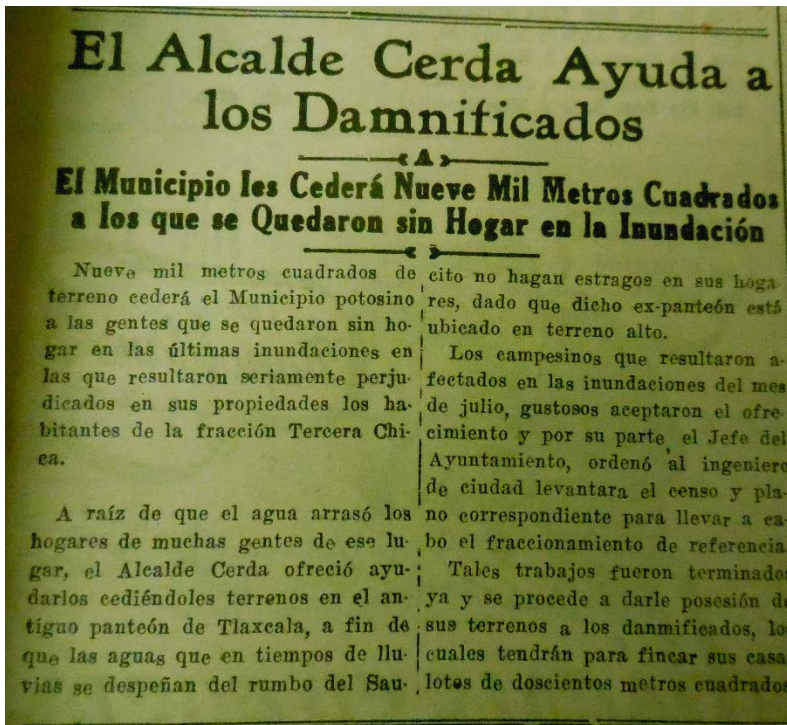 El Alcalde Cerda Ayuda a
los Damnificados
A
El Municipio les Cederá Nueve Mil Metros Cuadrados
a los que se Quedaron sin Hogar en la Inundación
Nueve mil metros cuadrados de
terreno cederá el Municipio potosino
a las gentes que se quedaron sin ho-
gar en las últimas inundaciones en
las que resultaron seriamente perju-
dicados en sus propiedades los ha-
bitantes de la fracción Tercera Chi-
ca.
A raíz de que el agua arrasó los
hogares de muchas gentes de ese lu-
gar, el Alcalde Cerda ofreció ayu-
darlos cediéndoles terrenos en el an-
tiguo panteón de Tlaxcala, a fin de
que las aguas que en tiempos de llu-
vias se despeñan del rumbo del Sau-
cito no hagan estragos en sus hoga
res, dado que dicho ex-panteón está
ubicado en terreno alto.
Los campesinos que resultaron a-
fectados en las inundaciones del mes
de julio, gustosos aceptaron el ofre-
cimiento y por su parte, el Jefe del
Ayuntamiento, ordenó al ingeniero
de ciudad levantara el censo y pla-
no correspondiente para llevar a ca-
bo el fraccionamiento de referencia
Tales trabajos fueron terminados
ya y se procede a darle posesión de
sus terrenos a los danmificados, lo
cuales tendrán para fincar sus casa
lotes de doscientos metros cuadrados